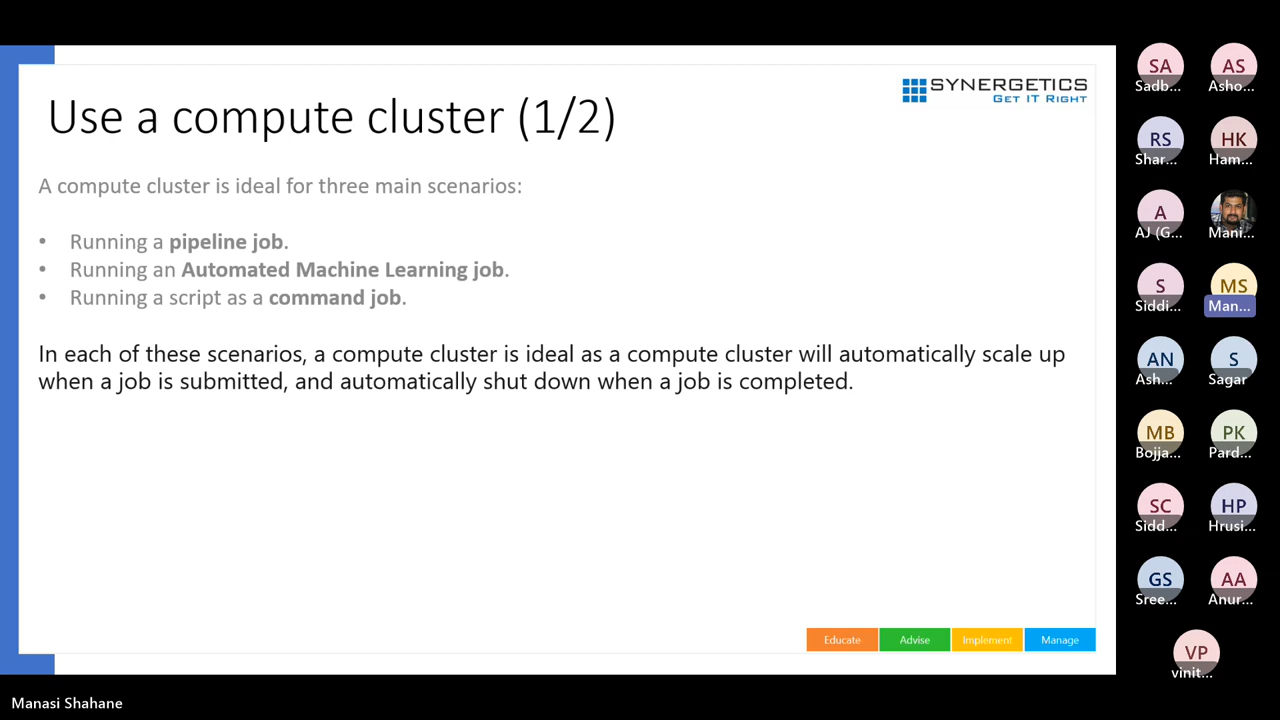 SYNERGETICS
GET IT RIGHT
Use a compute cluster (1/2)
A compute cluster is ideal for three main scenarios:
• Running a pipeline job.
• Running an Automated Machine Learning job.
• Running a script as a command job.
In each of these scenarios, a compute cluster is ideal as a compute cluster will automatically scale up
when a job is submitted, and automatically shut down when a job is completed.
Educate Advise Implement Manage
SA AS
Sadb... Asho...
RS HK
Shar... Ham...
A
AJ (G... Mani...
S MS
Siddi... Man...
AN S
Ash... Sagar
MB PK
Bojja... Pard...
SC HP
Sidd... Hrusi...
GS AA
Sree... Anur...
VP
vinit...
Manasi Shahane